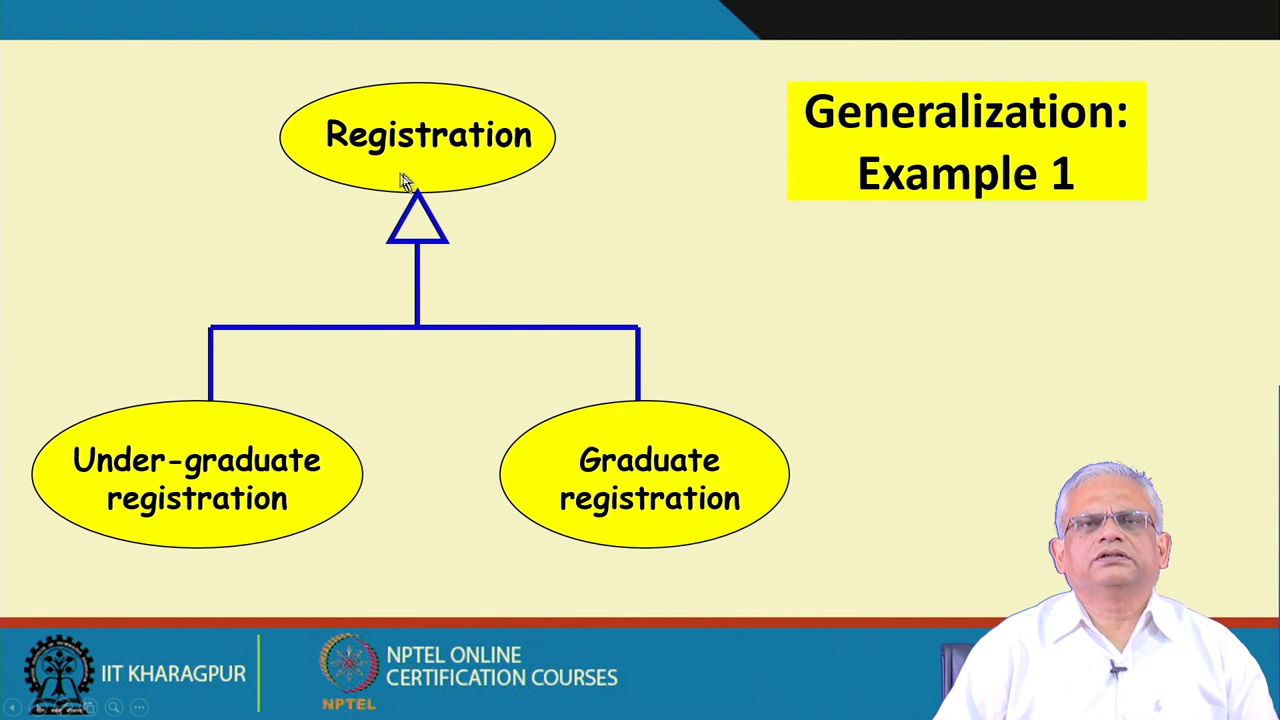 Registration
Generalization:
Example 1
Under-graduate
registration
Graduate
registration
IIT KHARAGPUR
NPTEL ONLINE
CERTIFICATION COURSES
NPTEL